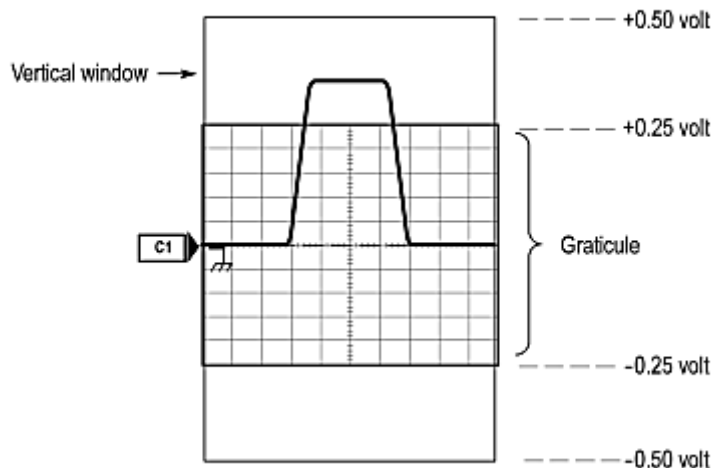 +0.50 volt
Vertical window
+0.25 volt
C1
Graticule
−0.25 volt
−0.50 volt